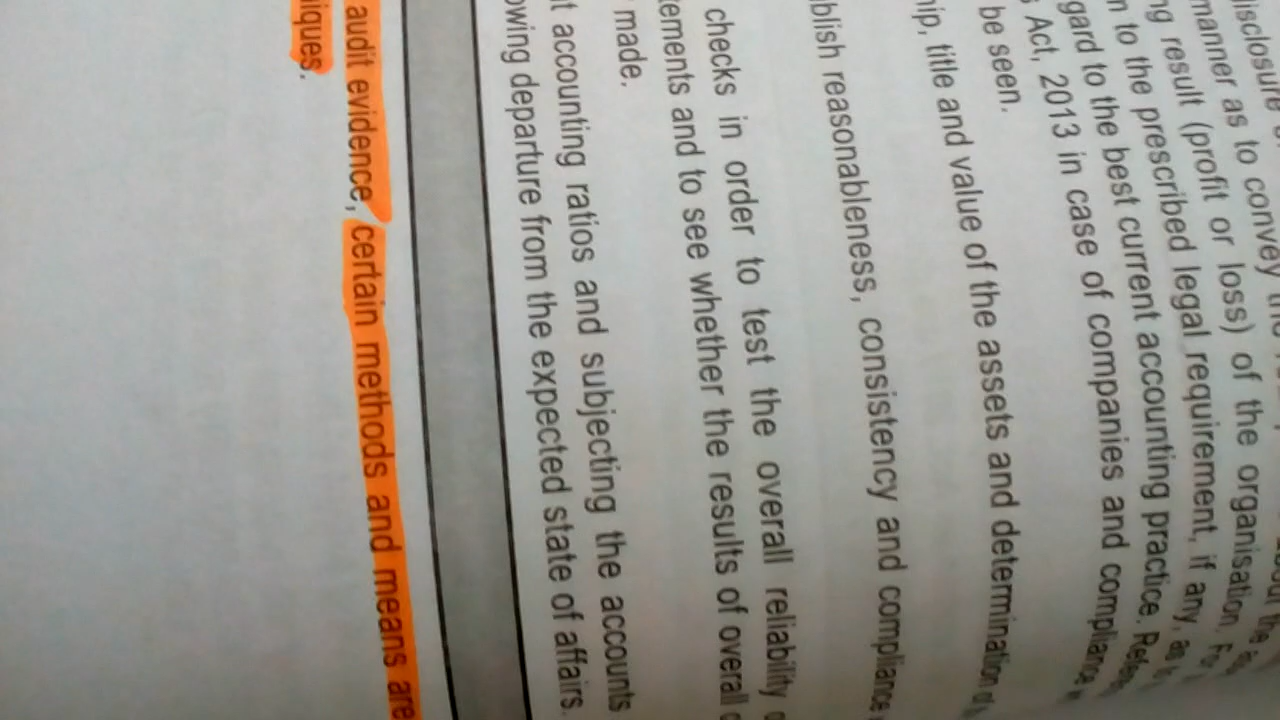 disclosure
manner as to convey
ng result (profit or loss) of the organisation.
n to the prescribed legal requirement, if any, as
gard to the best current accounting practice.
Act, 2013 in case of companies and compliance
be seen.
hip, title and value of the assets and determination of
blish reasonableness, consistency and compliance
checks in order to test the overall reliability
tements and to see whether the results of overall
made.
t accounting ratios and subjecting the accounts
owing departure from the expected state of affairs.
audit evidence, certain methods and means are
iques.